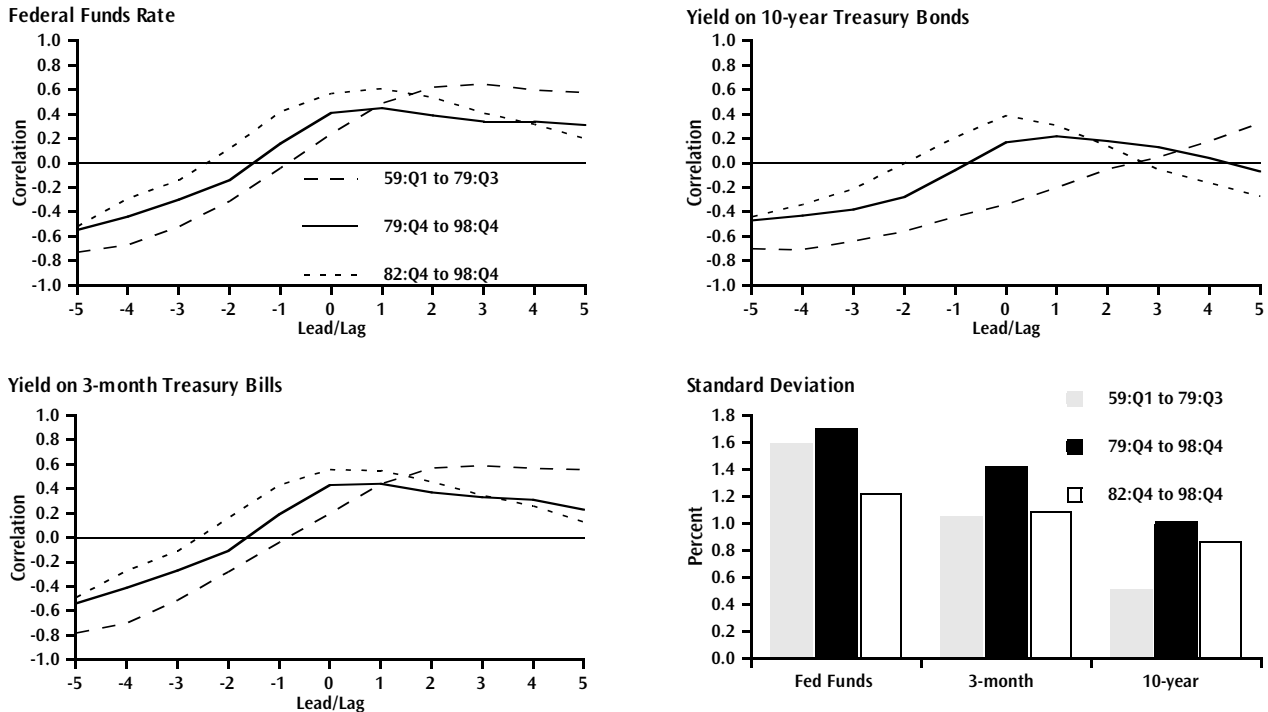 Federal Funds Rate
1.0
0.8
0.6
0.4
0.2
0.0
-0.2
-0.4
-0.6
-0.8
-1.0
Correlation
-5 -4 -3 -2 -1 0 1 2 3 4 5
Lead/Lag
59:Q1 to 79:Q3
79:Q4 to 98:Q4
82:Q4 to 98:Q4
Yield on 10-year Treasury Bonds
1.0
0.8
0.6
0.4
0.2
0.0
-0.2
-0.4
-0.6
-0.8
-1.0
Correlation
-5 -4 -3 -2 -1 0 1 2 3 4 5
Lead/Lag
Yield on 3-month Treasury Bills
1.0
0.8
0.6
0.4
0.2
0.0
-0.2
-0.4
-0.6
-0.8
-1.0
Correlation
-5 -4 -3 -2 -1 0 1 2 3 4 5
Lead/Lag
Standard Deviation
59:Q1 to 79:Q3
79:Q4 to 98:Q4
82:Q4 to 98:Q4
1.8
1.6
1.4
1.2
1.0
0.8
0.6
0.4
0.2
0.0
Percent
Fed Funds 3-month 10-year